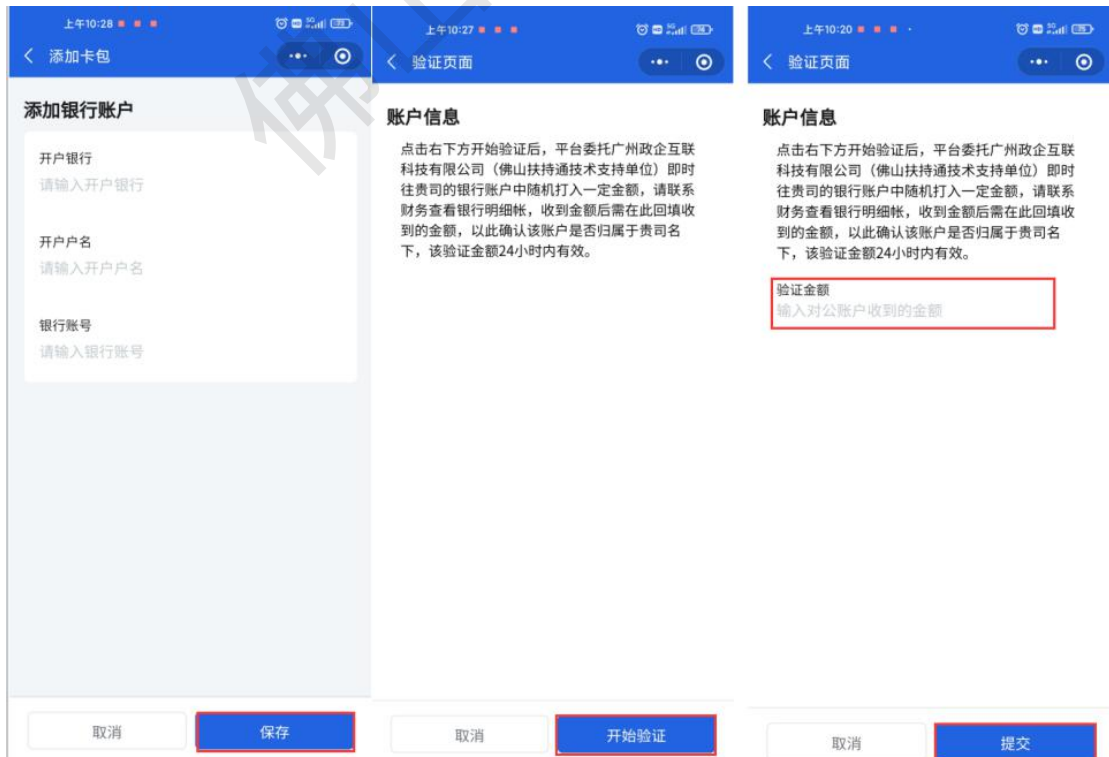 上午10:28
添加卡包
添加银行账户
开户银行
请输入开户银行
开户户名
请输入开户户名
银行账号
请输入银行账号
取消
保存
上午10:27
验证页面
账户信息
点击右下方开始验证后，平台委托广州政企互联
科技有限公司（佛山扶持通技术支持单位）即时
往贵司的银行账户中随机打入一定金额，请联系
财务查看银行明细帐，收到金额后需在此回填收
到的金额，以此确认该账户是否归属于贵司名
下，该验证金额24小时内有效。
取消
开始验证
上午10:20
验证页面
账户信息
点击右下方开始验证后，平台委托广州政企互联
科技有限公司（佛山扶持通技术支持单位）即时
往贵司的银行账户中随机打入一定金额，请联系
财务查看银行明细帐，收到金额后需在此回填收
到的金额，以此确认该账户是否归属于贵司名
下，该验证金额24小时内有效。
验证金额
输入对公账户收到的金额
取消
提交